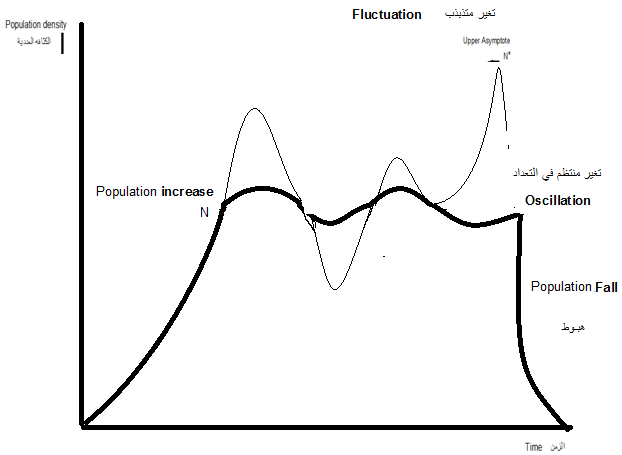 Fluctuation تغير متذبذب
Population density
الكثافه العددية
Upper Asymptote
N*
تغير منتظم في التعداد
Oscillation
Population increase
N
Population Fall
هبوط
Time الزمن